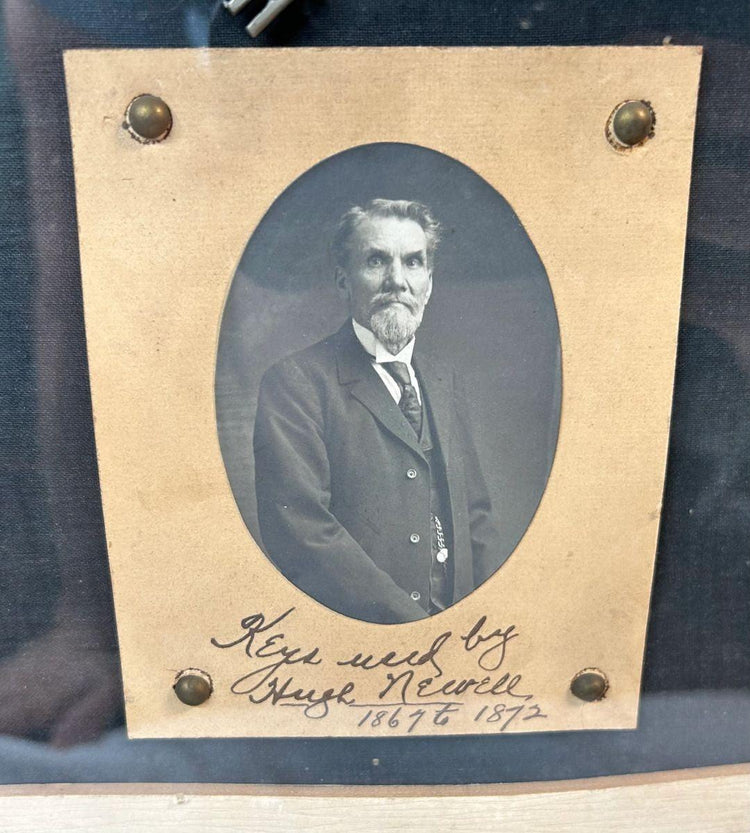 Keys used by
Hugh Newell
1867 to 1872